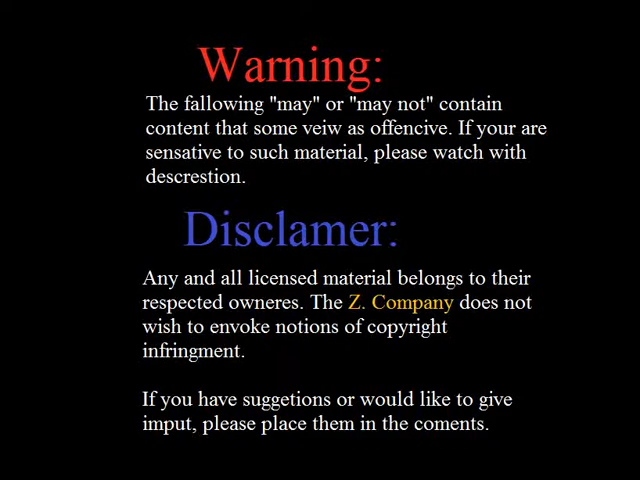 Warning:
The fallowing "may" or "may not" contain
content that some veiw as offencive. If your are
sensative to such material, please watch with
descrestion.
Disclamer:
Any and all licensed material belongs to their
respected owneres. The Z. Company does not
wish to envoke notions of copyright
infringment.
If you have suggetions or would like to give
imput, please place them in the coments.